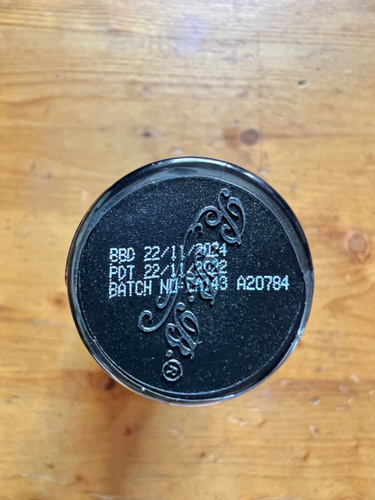 BBD 22/11/2024
PDT 22/11/2022
BATCH NO A20784
®